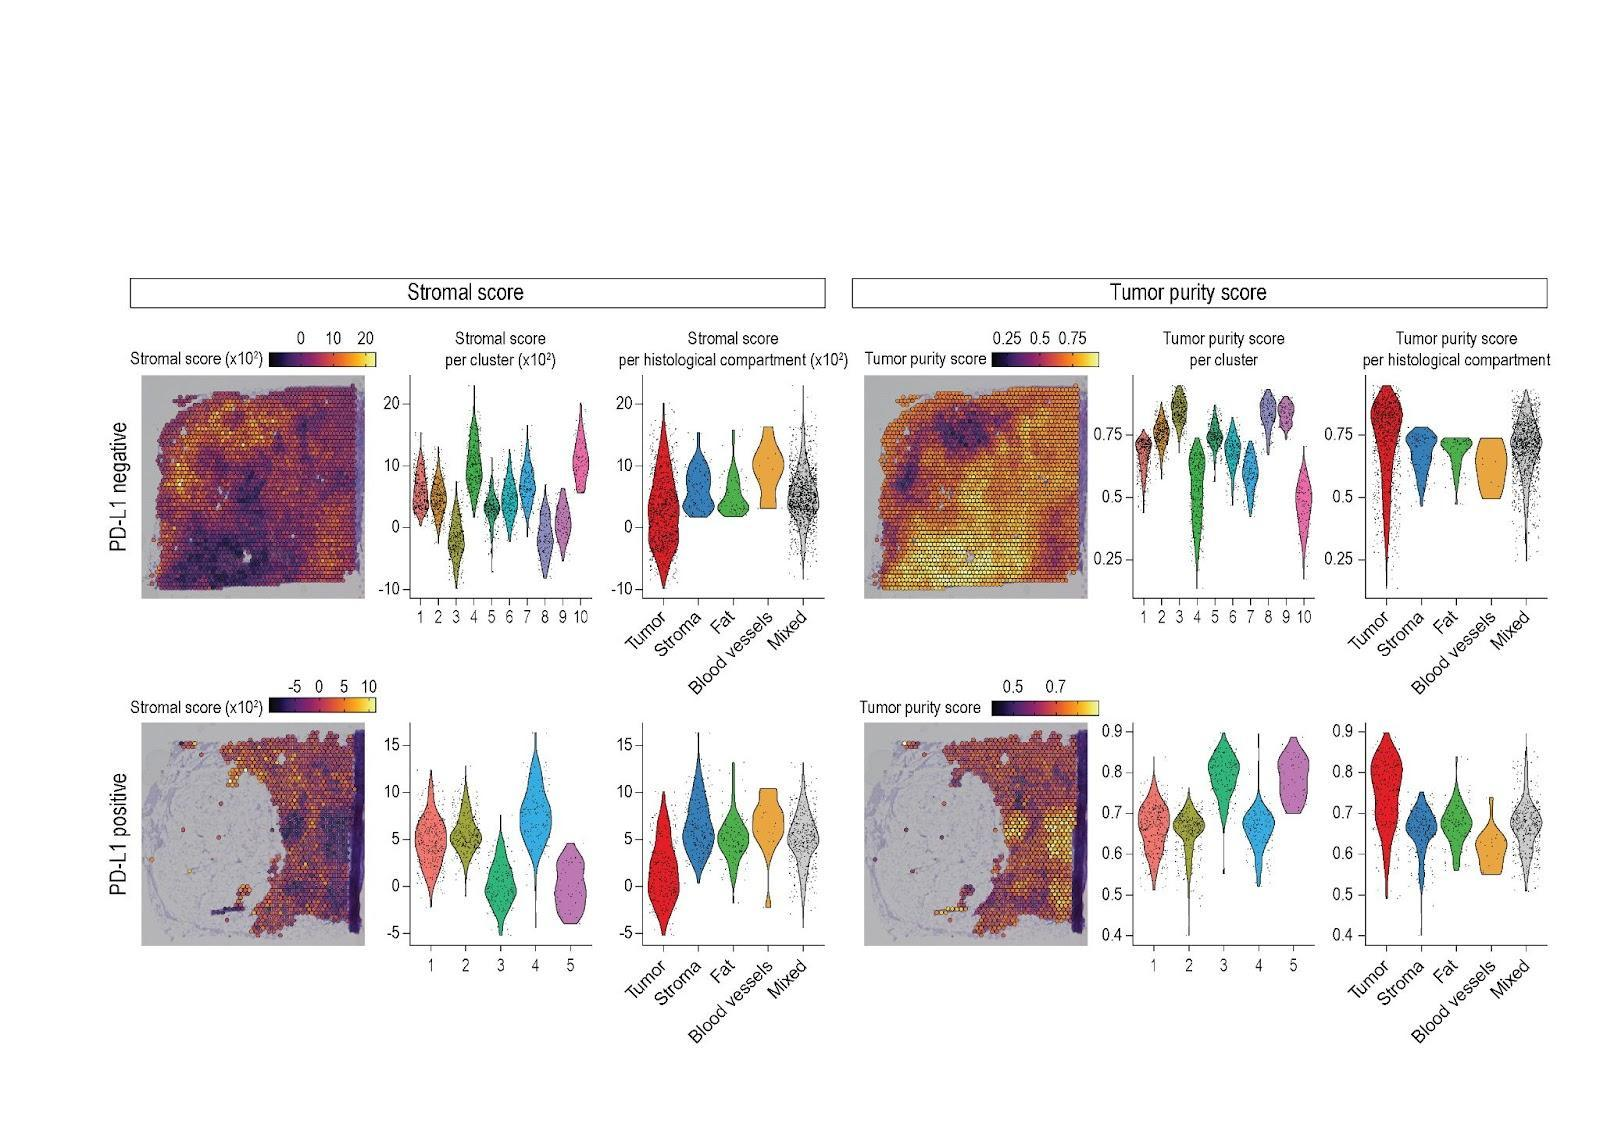 Stromal score
Tumor purity score
PD-L1 negative
0 10 20
Stromal score (x10²)
Stromal score
per cluster (x10²)
20
10
0
-10
1 2 3 4 5 6 7 8 9 10
Stromal score
per histological compartment (x10²)
20
10
0
-10
Tumor
Stroma
Fat
Blood vessels
Mixed
0.25 0.5 0.75
Tumor purity score
Tumor purity score
per cluster
0.75
0.5
0.25
1 2 3 4 5 6 7 8 9 10
Tumor purity score
per histological compartment
0.75
0.5
0.25
Tumor
Stroma
Fat
Blood vessels
Mixed
PD-L1 positive
-5 0 5 10
Stromal score (x10²)
15
10
5
0
-5
1 2 3 4 5
15
10
5
0
-5
Tumor
Stroma
Fat
Blood vessels
Mixed
0.5 0.7
Tumor purity score
0.9
0.8
0.7
0.6
0.5
0.4
1 2 3 4 5
0.9
0.8
0.7
0.6
0.5
0.4
Tumor
Stroma
Fat
Blood vessels
Mixed